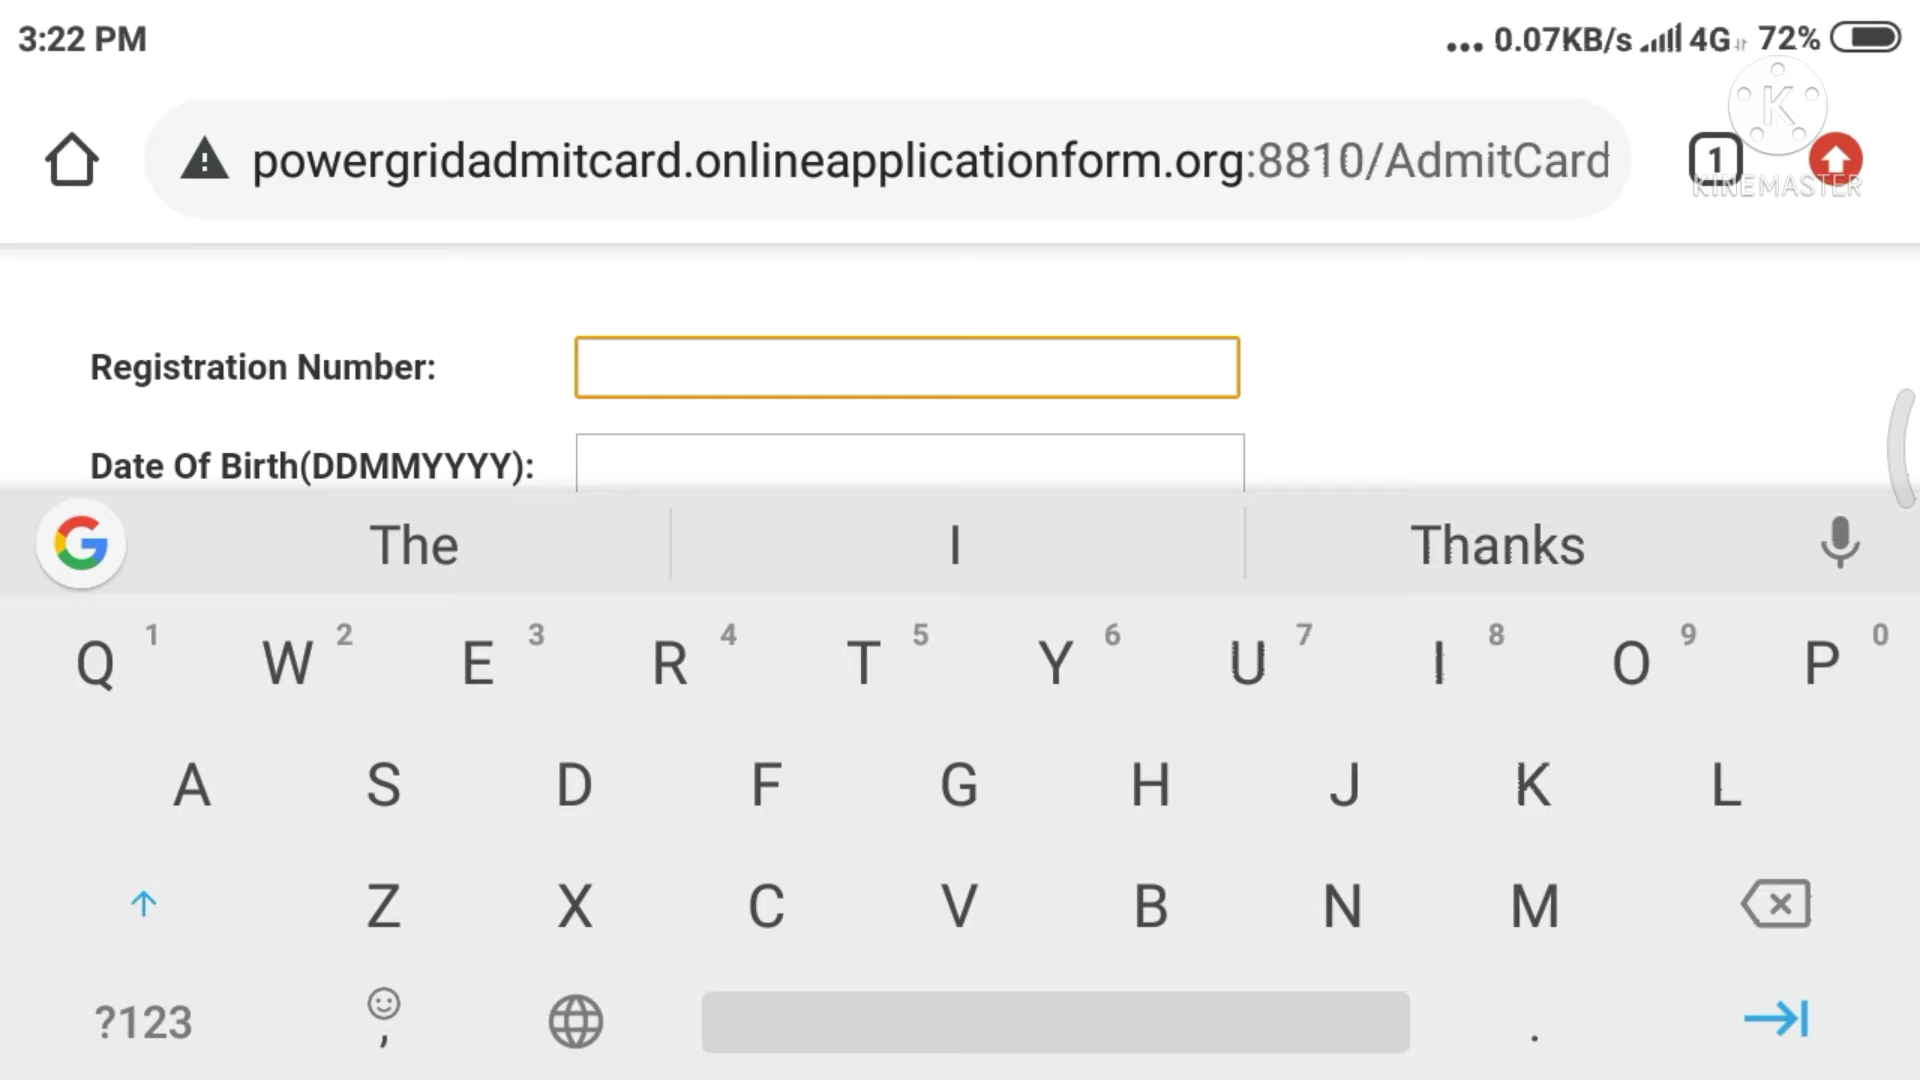 3:22 PM
... 0.07KB/s 4G 72%
powergridadmitcard.onlineapplicationform.org:8810/AdmitCard
1
K
KINEMASTER
Registration Number:
Date Of Birth(DDMMYYYY):
G The I Thanks
Q 1 W 2 E 3 R 4 T 5 Y 6 U 7 I 8 O 9 P 0
A S D F G H J K L
Z X C V B N M
?123 , .